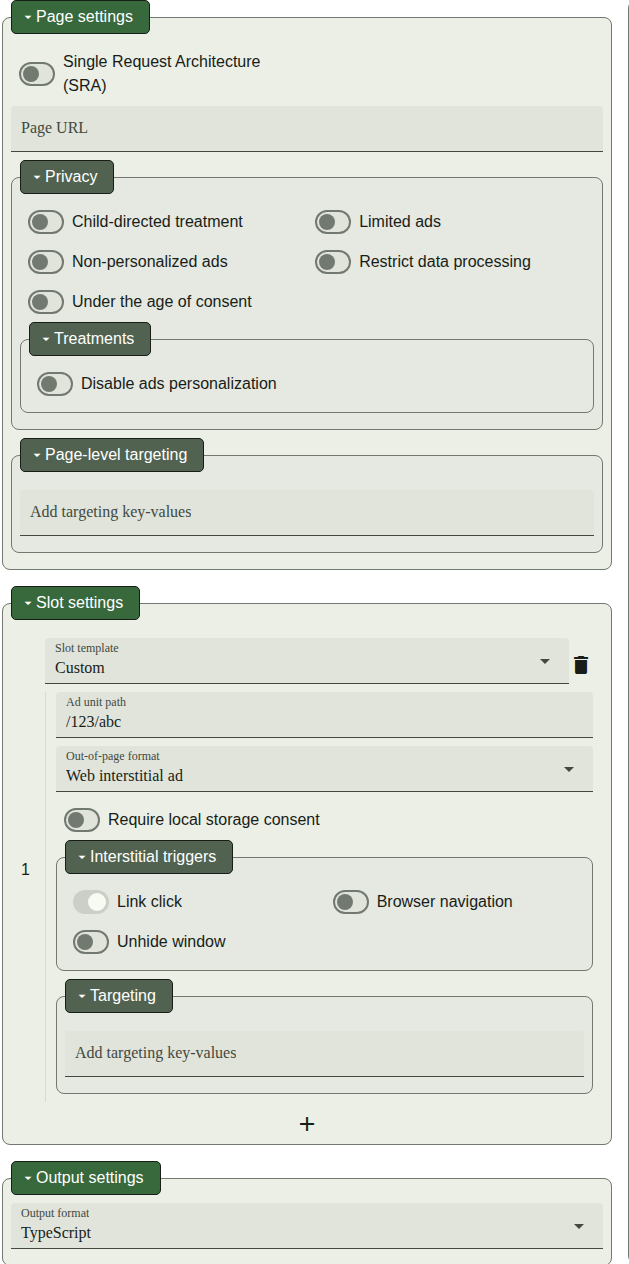 Page settings
Single Request Architecture
(SRA)
Page URL
Privacy
Child-directed treatment
Limited ads
Non-personalized ads
Restrict data processing
Under the age of consent
Treatments
Disable ads personalization
Page-level targeting
Add targeting key-values
Slot settings
Slot template
Custom
Ad unit path
/123/abc
Out-of-page format
Web interstitial ad
Require local storage consent
1
Interstitial triggers
Link click
Browser navigation
Unhide window
Targeting
Add targeting key-values
+
Output settings
Output format
TypeScript